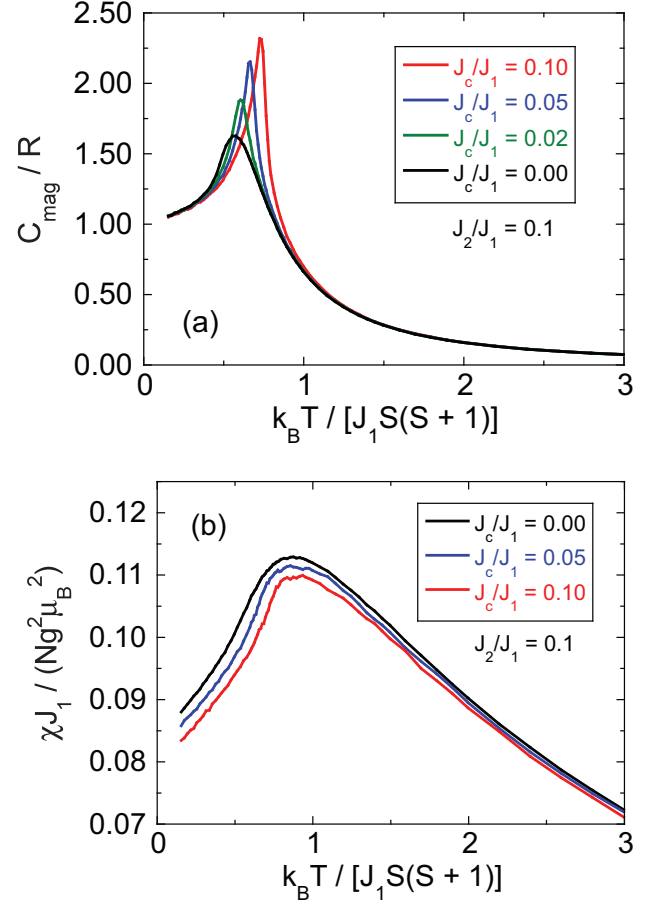 2.50
2.00
1.50
1.00
0.50
0.00
C_mag / R
J_c/J_1 = 0.10
J_c/J_1 = 0.05
J_c/J_1 = 0.02
J_c/J_1 = 0.00
J_2/J_1 = 0.1
(a)
0 1 2 3
k_BT / [J_1S(S + 1)]
0.12
0.11
0.10
0.09
0.08
0.07
χJ_1 / (Ng^2μ_B^2)
(b)
J_c/J_1 = 0.00
J_c/J_1 = 0.05
J_c/J_1 = 0.10
J_2/J_1 = 0.1
0 1 2 3
k_BT / [J_1S(S + 1)]